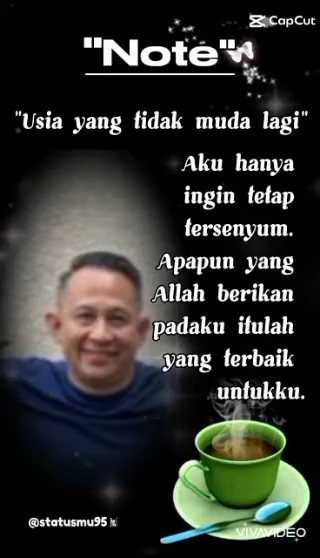 CapCut
"Note"
"Usia yang tidak muda lagi"
Aku hanya
ingin tetap
tersenyum.
Apapun yang
Allah berikan
padaku itulah
yang terbaik
untukku.
@statusmu95
VIVAVIDEO